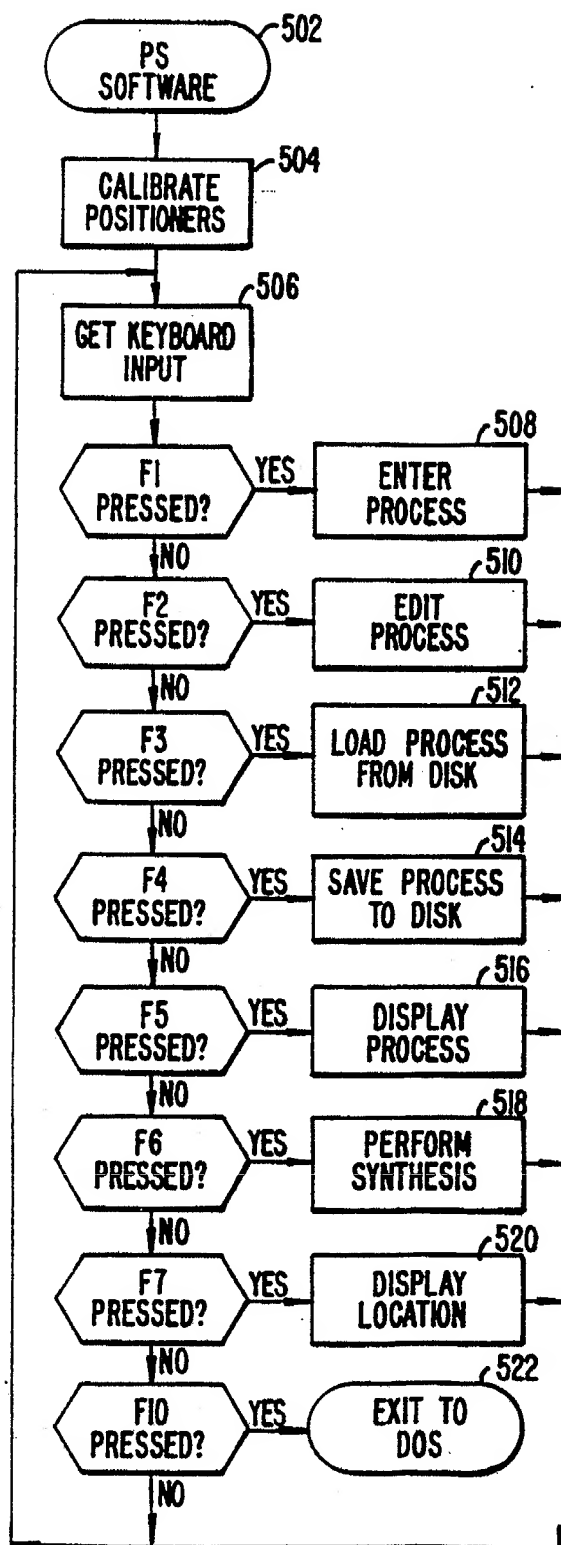 502
PS
SOFTWARE
504
CALIBRATE
POSITIONERS
506
GET KEYBOARD
INPUT
508
F1
PRESSED?
YES
ENTER
PROCESS
NO
510
F2
PRESSED?
YES
EDIT
PROCESS
NO
512
F3
PRESSED?
YES
LOAD PROCESS
FROM DISK
NO
514
F4
PRESSED?
YES
SAVE PROCESS
TO DISK
NO
516
F5
PRESSED?
YES
DISPLAY
PROCESS
NO
518
F6
PRESSED?
YES
PERFORM
SYNTHESIS
NO
520
F7
PRESSED?
YES
DISPLAY
LOCATION
NO
522
F10
PRESSED?
YES
EXIT TO
DOS
NO